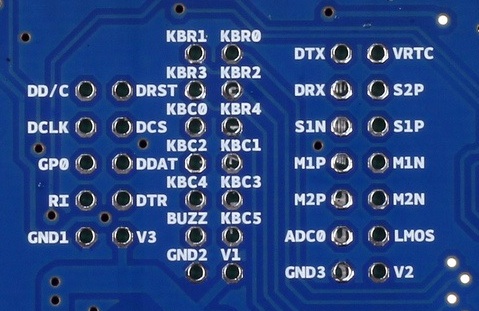 KBR1 KBR0
DTX VRTC
KBR3 KBR2
DD/C DRST DRX S2P
KBC0 KBR4
DCLK DCS S1N S1P
KBC2 KBC1
GP0 DDAT M1P M1N
KBC4 KBC3
RI DTR M2P M2N
BUZZ KBC5
GND1 V3 ADC0 LMOS
GND2 V1
GND3 V2